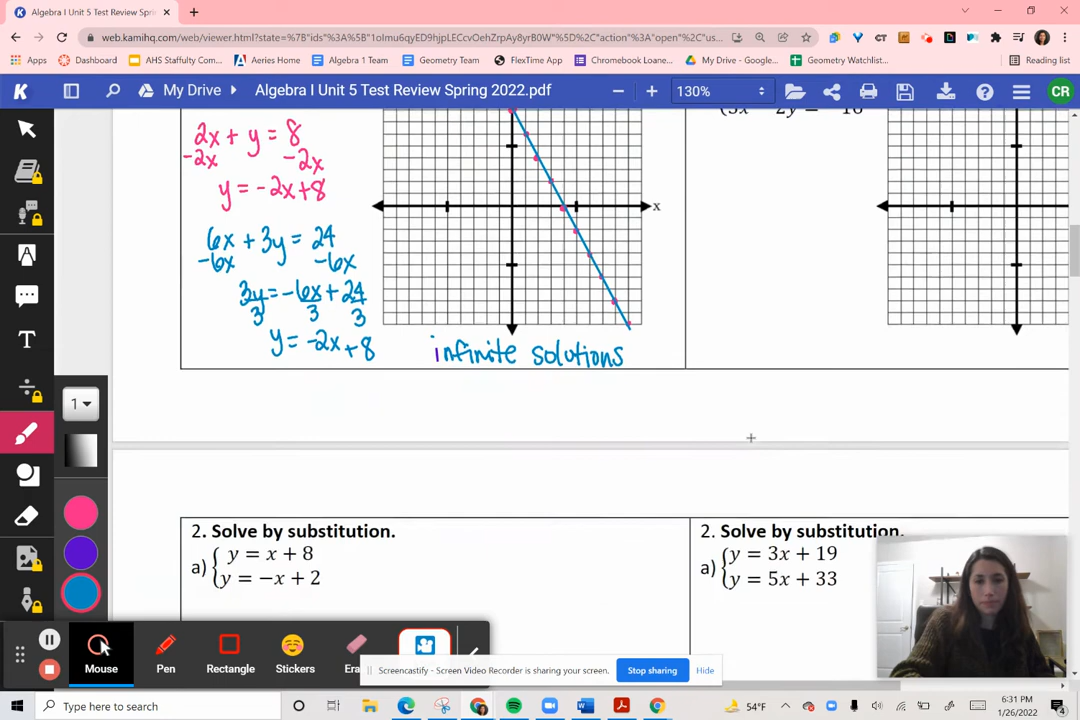 Algebra I Unit 5 Test Review Spring
web.kamihq.com/web/viewer.html?state=%7B"ids"%3A%5B"1oImu6qyED9hjpLECcvOehZrpAy8yrB0W"%5D%2C"action"%3A"open"%2C"us...
Apps Dashboard AHS Staffulty Com... Home - Aeries Home... Algebra 1 Team Geometry Team FlexTime App Chromebook Loane... My Drive - Google... Geometry Watchlist... Reading list
My Drive Algebra I Unit 5 Test Review Spring 2022.pdf 130% CR
2x + y = 8
-2x -2x
y = -2x+8
6x + 3y = 24
-6x -6x
3y = -6x + 24
3 3 3
y = -2x+8
x
infinite solutions
T
1
2. Solve by substitution.
a) { y = x + 8
y = −x + 2
2. Solve by substitution.
a) { y = 3x + 19
y = 5x + 33
Mouse Pen Rectangle Stickers Era
Screencastify - Screen Video Recorder is sharing your screen. Stop sharing Hide
Type here to search
54°F
6:31 PM
1/26/2022
4